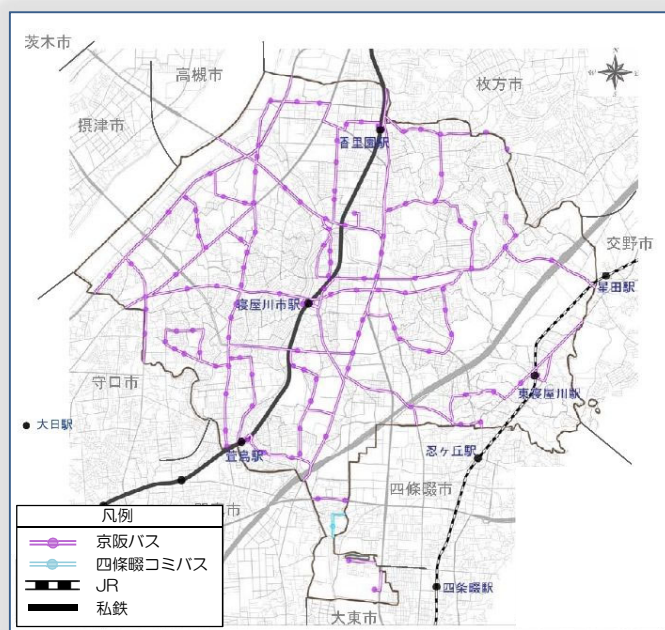 茨木市
高槻市
枚方市
摂津市
香里園駅
交野市
星田駅
寝屋川市駅
守口市
東寝屋川駅
大日駅
萱島駅
忍ヶ丘駅
四條畷市
四条畷駅
大東市
凡例
京阪バス
四條畷コミバス
JR
私鉄